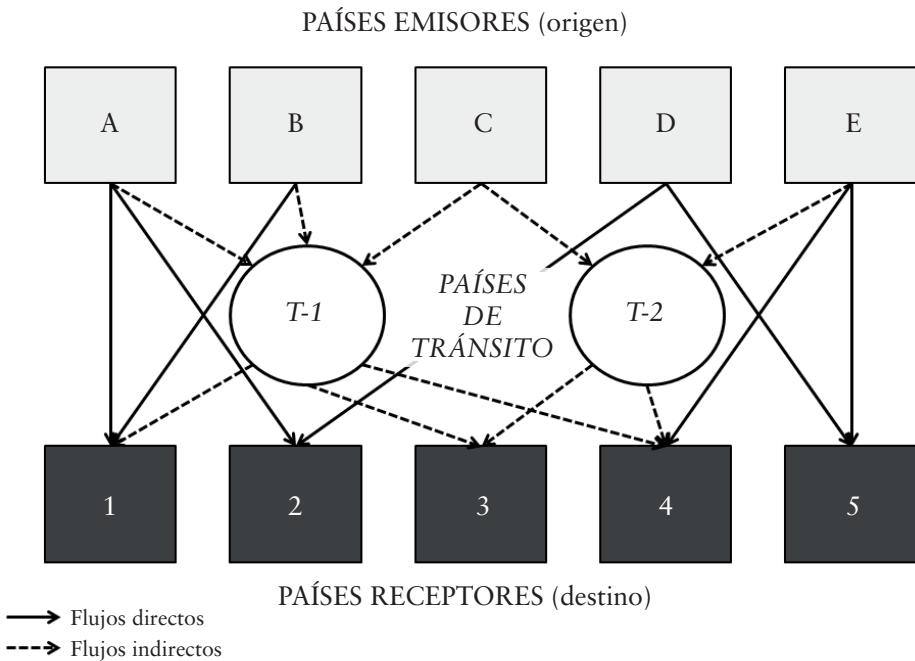 PAÍSES EMISORES (origen)
A
B
C
D
E
T-1
PAÍSES
DE
TRÁNSITO
T-2
1
2
3
4
5
PAÍSES RECEPTORES (destino)
Flujos directos
Flujos indirectos